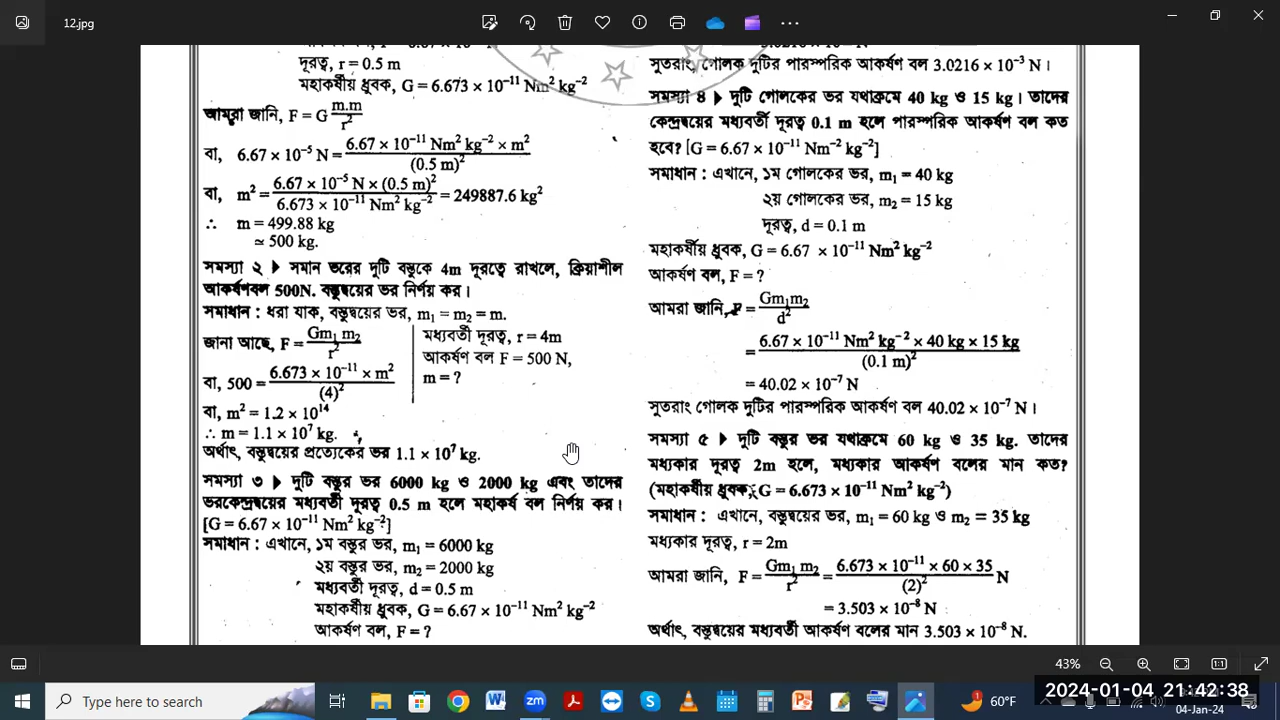 12.jpg
দূরত্ব, r = 0.5 m
মহাকর্ষীয় ধ্রুবক, G = 6.673 × 10⁻¹¹ Nm² kg⁻²
আমরা জানি, F = G m.m / r²
বা, 6.67 × 10⁻⁵ N = 6.67 × 10⁻¹¹ Nm² kg⁻² × m² / (0.5 m)²
বা, m² = 6.67 × 10⁻⁵ N × (0.5 m)² / 6.673 × 10⁻¹¹ Nm² kg⁻² = 249887.6 kg²
∴ m = 499.88 kg
≃ 500 kg.
সমস্যা ২ ▶ সমান ভরের দুটি বস্তুকে 4m দূরত্বে রাখলে, ক্রিয়াশীল
আকর্ষণবল 500N. বস্তুদ্বয়ের ভর নির্ণয় কর।
সমাধান : ধরা যাক, বস্তুদ্বয়ের ভর, m₁ = m₂ = m.
জানা আছে, F = Gm₁ m₂ / r²
বা, 500 = 6.673 × 10⁻¹¹ × m² / (4)²
মধ্যবর্তী দূরত্ব, r = 4m
আকর্ষণ বল F = 500 N,
m = ?
বা, m² = 1.2 × 10¹⁴
∴ m = 1.1 × 10⁷ kg.
অর্থাৎ, বস্তুদ্বয়ের প্রত্যেকের ভর 1.1 × 10⁷ kg.
সমস্যা ৩ ▶ দুটি বস্তুর ভর 6000 kg ও 2000 kg এবং তাদের
ভরকেন্দ্রদ্বয়ের মধ্যবর্তী দূরত্ব 0.5 m হলে মহাকর্ষ বল নির্ণয় কর।
[G = 6.67 × 10⁻¹¹ Nm² kg⁻²]
সমাধান : এখানে, ১ম বস্তুর ভর, m₁ = 6000 kg
২য় বস্তুর ভর, m₂ = 2000 kg
মধ্যবর্তী দূরত্ব, d = 0.5 m
মহাকর্ষীয় ধ্রুবক, G = 6.67 × 10⁻¹¹ Nm² kg⁻²
আকর্ষণ বল, F = ?
সুতরাং, গোলক দুটির পারস্পরিক আকর্ষণ বল 3.0216 × 10⁻³ N।
সমস্যা ৪ ▶ দুটি গোলকের ভর যথাক্রমে 40 kg ও 15 kg। তাদের
কেন্দ্রদ্বয়ের মধ্যবর্তী দূরত্ব 0.1 m হলে পারস্পরিক আকর্ষণ বল কত
হবে? [G = 6.67 × 10⁻¹¹ Nm⁻² kg⁻²]
সমাধান : এখানে, ১ম গোলকের ভর, m₁ = 40 kg
২য় গোলকের ভর, m₂ = 15 kg
দূরত্ব, d = 0.1 m
মহাকর্ষীয় ধ্রুবক, G = 6.67 × 10⁻¹¹ Nm² kg⁻²
আকর্ষণ বল, F = ?
আমরা জানি, F = Gm₁m₂ / d²
= 6.67 × 10⁻¹¹ Nm² kg⁻² × 40 kg × 15 kg / (0.1 m)²
= 40.02 × 10⁻⁷ N
সুতরাং গোলক দুটির পারস্পরিক আকর্ষণ বল 40.02 × 10⁻⁷ N।
সমস্যা ৫ ▶ দুটি বস্তুর ভর যথাক্রমে 60 kg ও 35 kg. তাদের
মধ্যকার দূরত্ব 2m হলে, মধ্যকার আকর্ষণ বলের মান কত?
(মহাকর্ষীয় ধ্রুবক, G = 6.673 × 10⁻¹¹ Nm² kg⁻²)
সমাধান : এখানে, বস্তুদ্বয়ের ভর, m₁ = 60 kg ও m₂ = 35 kg
মধ্যকার দূরত্ব, r = 2m
আমরা জানি, F = Gm₁ m₂ / r² = 6.673 × 10⁻¹¹ × 60 × 35 / (2)² N
= 3.503 × 10⁻⁸ N
অর্থাৎ, বস্তুদ্বয়ের মধ্যবর্তী আকর্ষণ বলের মান 3.503 × 10⁻⁸ N.
43%
Type here to search
60°F
2024-01-04 21:42:38
04-Jan-24